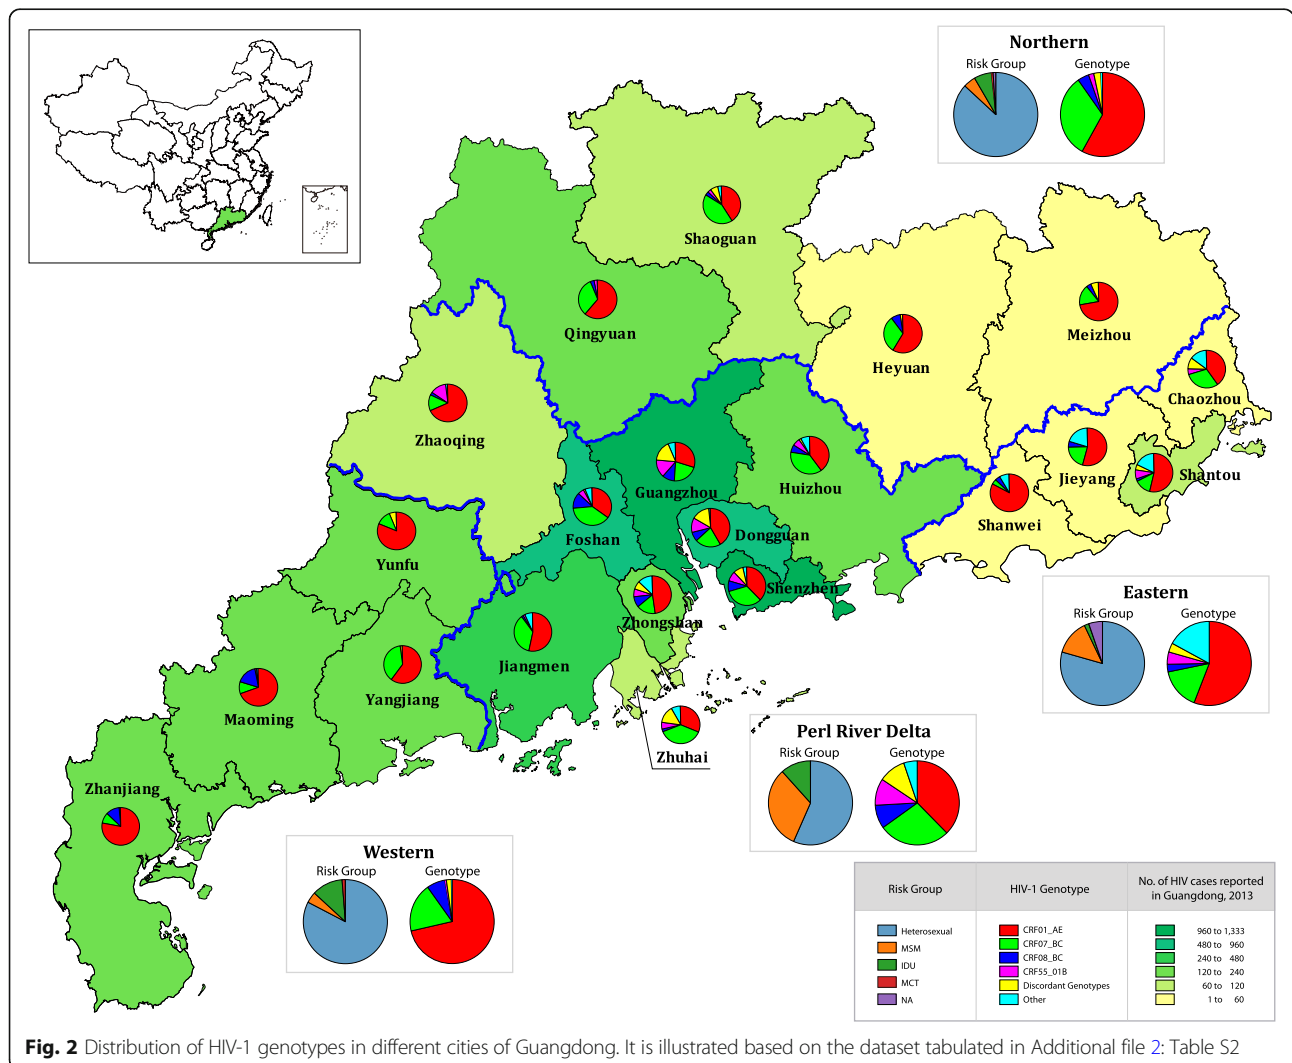 Northern
Risk Group
Genotype
Shaoguan
Qingyuan
Meizhou
Heyuan
Chaozhou
Zhaoqing
Jieyang
Shantou
Guangzhou
Huizhou
Shanwei
Foshan
Dongguan
Yunfu
Shenzhen
Zhongshan
Eastern
Risk Group
Genotype
Jiangmen
Yangjiang
Maoming
Zhuhai
Perl River Delta
Risk Group
Genotype
Zhanjiang
Western
Risk Group
Genotype
Risk Group
HIV-1 Genotype
No. of HIV cases reported
in Guangdong, 2013
Heterosexual
MSM
IDU
MCT
NA
CRF01_AE
CRF07_BC
CRF08_BC
CRF55_01B
Discordant Genotypes
Other
960 to 1,333
480 to 960
240 to 480
120 to 240
60 to 120
1 to 60
Fig. 2 Distribution of HIV-1 genotypes in different cities of Guangdong. It is illustrated based on the dataset tabulated in Additional file 2: Table S2